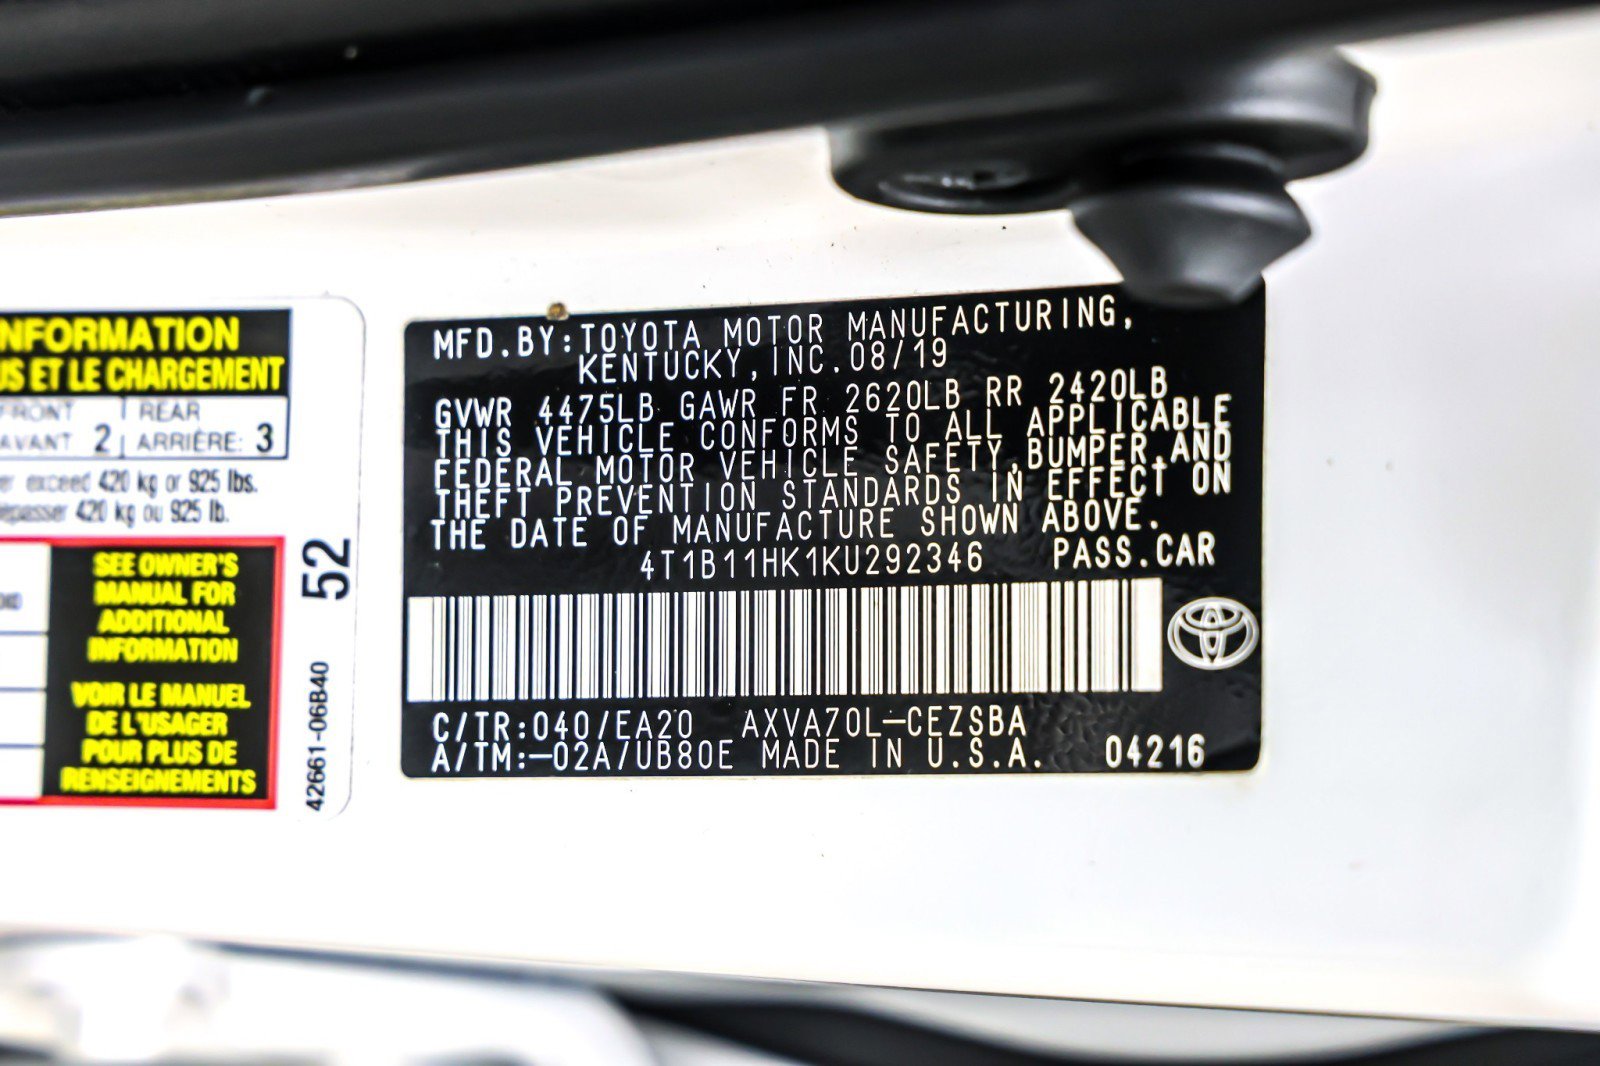 NFORMATION
US ET LE CHARGEMENT
FRONT REAR
AVANT 2 ARRIÈRE: 3
er exceed 420 kg or 925 lbs.
épasser 420 kg ou 925 lb.
SEE OWNER'S
MANUAL FOR
ADDITIONAL
INFORMATION
VOIR LE MANUEL
DE L'USAGER
POUR PLUS DE
RENSEIGNEMENTS
52
42661-06B40
MFD.BY:TOYOTA MOTOR MANUFACTURING,
KENTUCKY,INC.08/19
GVWR 4475LB GAWR FR 2620LB RR 2420LB
THIS VEHICLE CONFORMS TO ALL APPLICABLE
FEDERAL MOTOR VEHICLE SAFETY,BUMPER,AND
THEFT PREVENTION STANDARDS IN EFFECT ON
THE DATE OF MANUFACTURE SHOWN ABOVE.
4T1B11HK1KU292346 PASS.CAR
C/TR:040/EA20 AXVA70L-CEZSBA
A/TM:-02A/UB80E MADE IN U.S.A. 04216